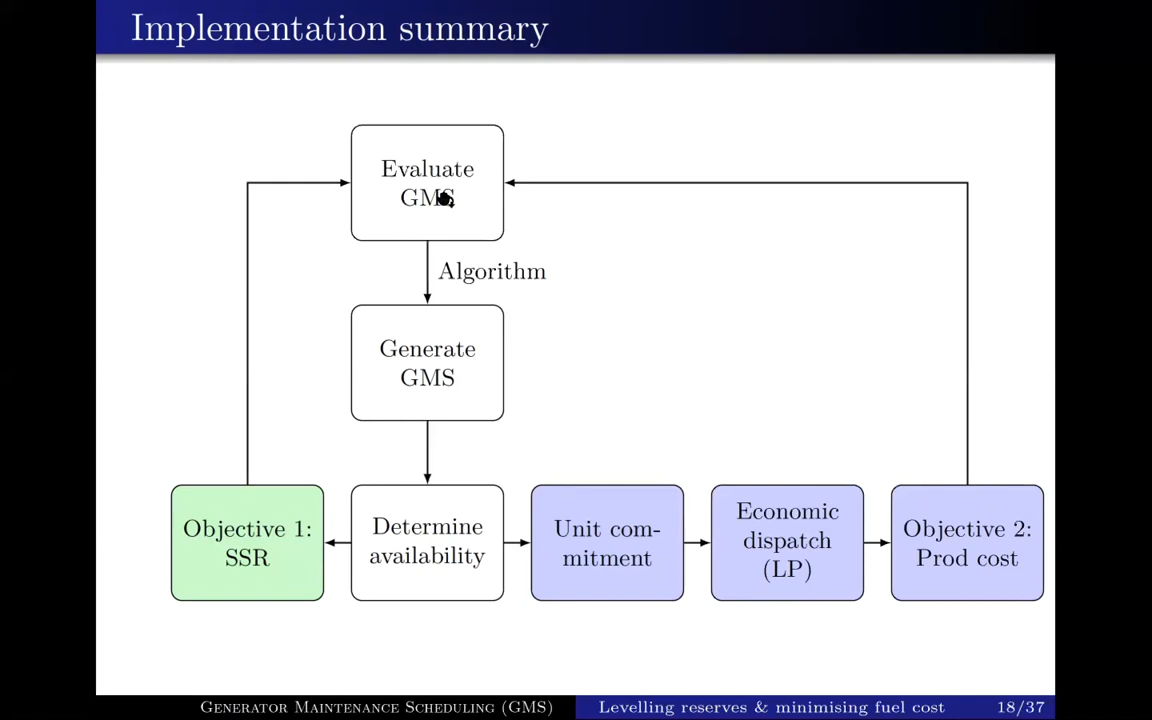 Implementation summary
Evaluate
GMS
Algorithm
Generate
GMS
Objective 1:
SSR
Determine
availability
Unit com-
mitment
Economic
dispatch
(LP)
Objective 2:
Prod cost
GENERATOR MAINTENANCE SCHEDULING (GMS)
Levelling reserves & minimising fuel cost
18/37